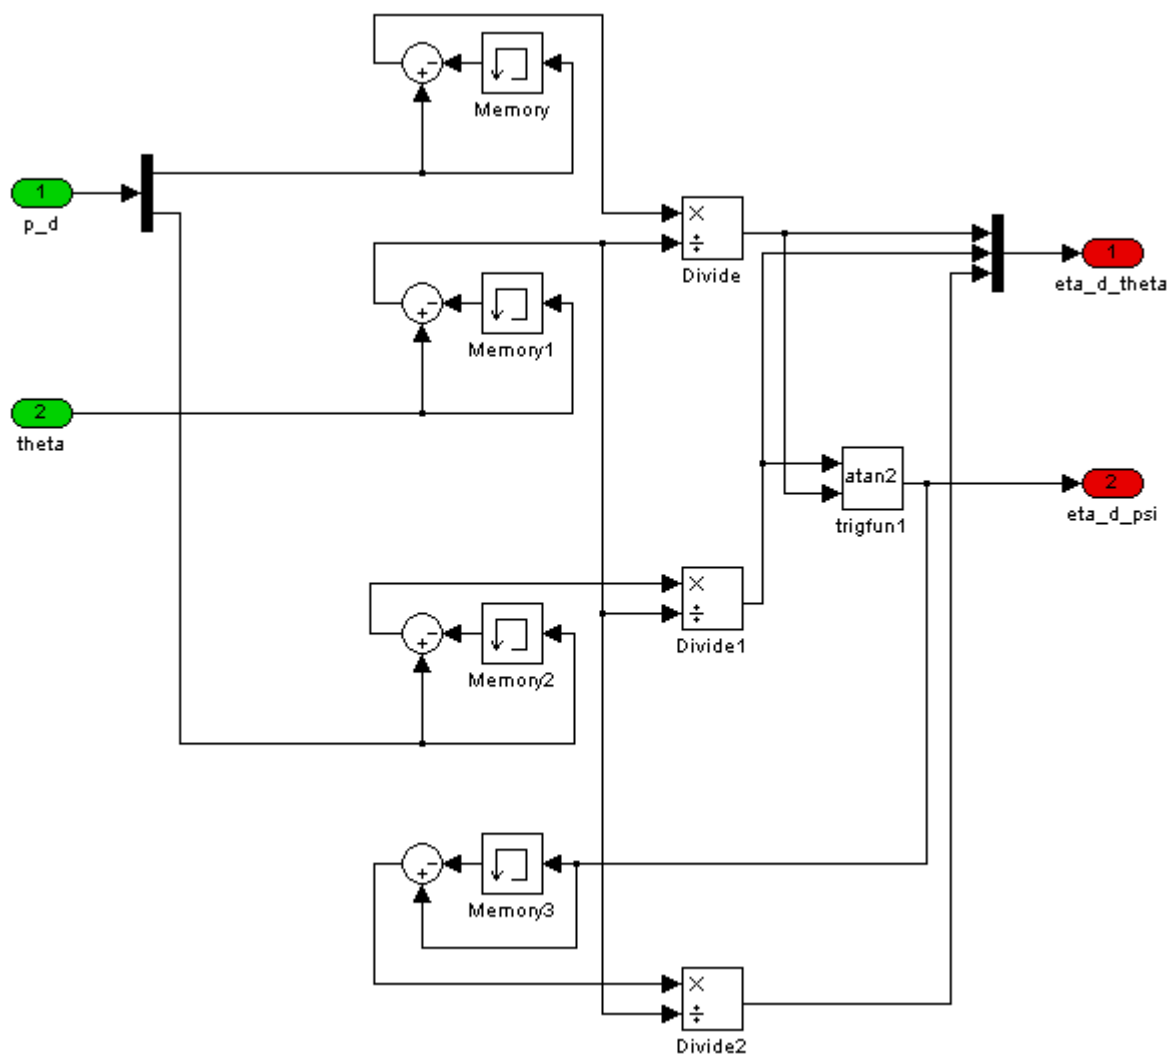 −
+
Memory
1
p_d
×
÷
Divide
1
eta_d_theta
−
+
Memory1
2
theta
atan2
trigfun1
2
eta_d_psi
×
÷
Divide1
−
+
Memory2
−
+
Memory3
×
÷
Divide2